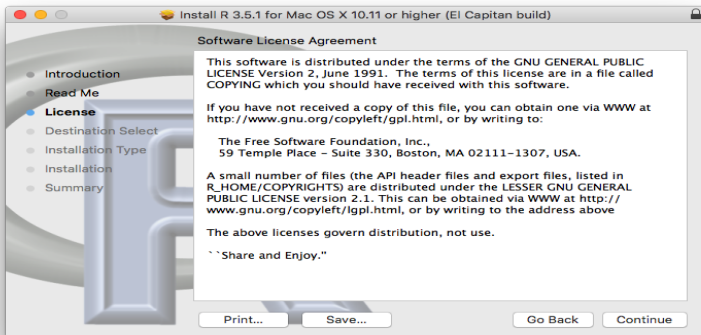 Install R 3.5.1 for Mac OS X 10.11 or higher (El Capitan build)
Software License Agreement
Introduction
Read Me
License
Destination Select
Installation Type
Installation
Summary
This software is distributed under the terms of the GNU GENERAL PUBLIC
LICENSE Version 2, June 1991.  The terms of this license are in a file called
COPYING which you should have received with this software.
If you have not received a copy of this file, you can obtain one via WWW at
http://www.gnu.org/copyleft/gpl.html, or by writing to:
The Free Software Foundation, Inc.,
59 Temple Place - Suite 330, Boston, MA 02111-1307, USA.
A small number of files (the API header files and export files, listed in
R_HOME/COPYRIGHTS) are distributed under the LESSER GNU GENERAL
PUBLIC LICENSE version 2.1. This can be obtained via WWW at http://
www.gnu.org/copyleft/lgpl.html, or by writing to the address above
The above licenses govern distribution, not use.
``Share and Enjoy.''
Print...
Save...
Go Back
Continue